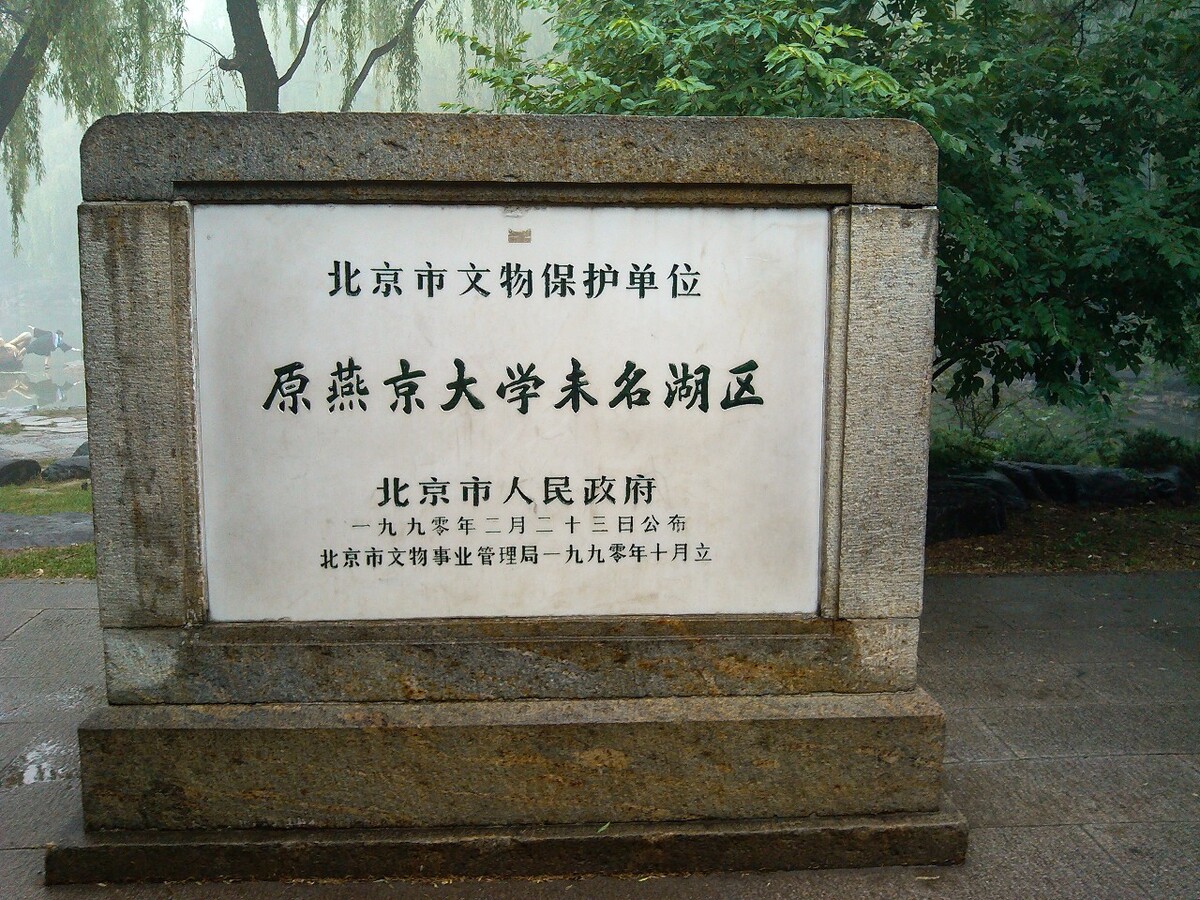 北京市文物保护单位
原燕京大学未名湖区
北京市人民政府
一九九零年二月二十三日公布
北京市文物事业管理局一九九零年十月立